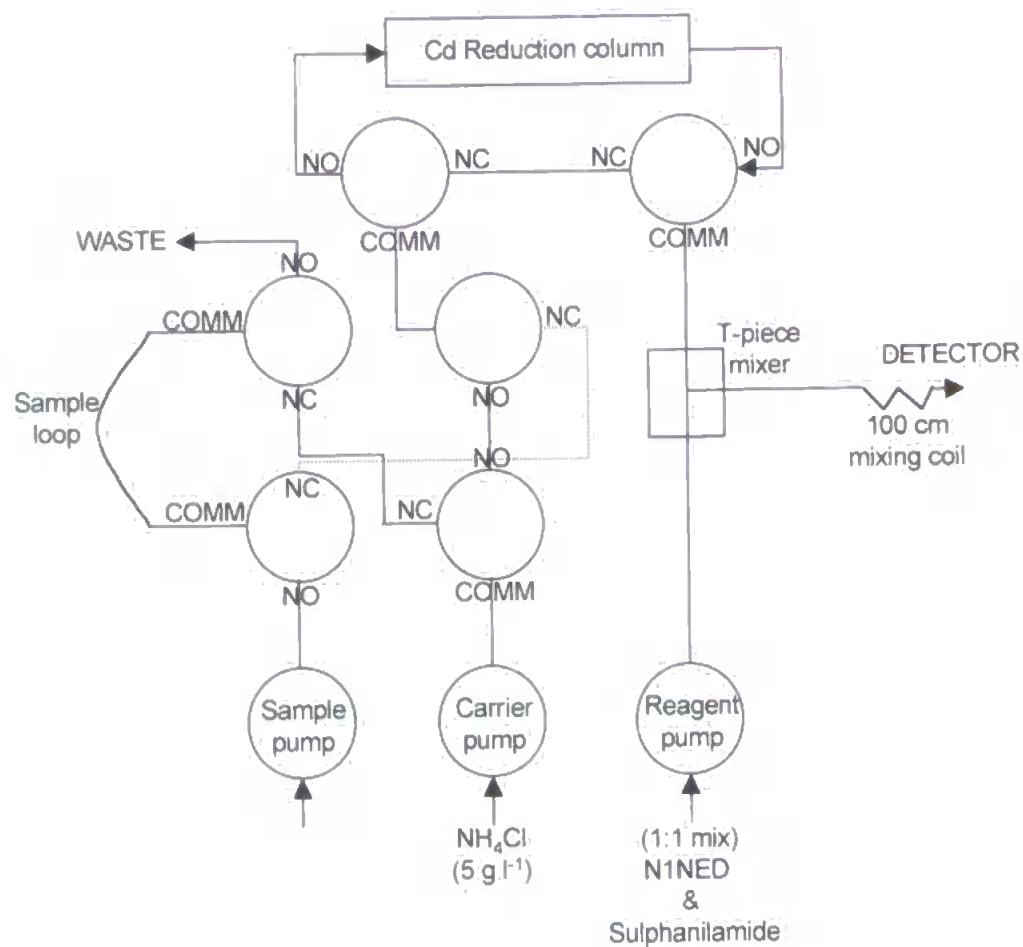 Cd Reduction column
NO
NC
NC
NO
COMM
COMM
WASTE
NO
COMM
NC
T-piece
mixer
DETECTOR
NC
NO
100 cm
mixing coil
Sample
loop
NO
NC
COMM
NC
NO
COMM
Sample
pump
Carrier
pump
Reagent
pump
NH₄Cl
(5 g l⁻¹)
(1:1 mix)
N1NED
&
Sulphanilamide